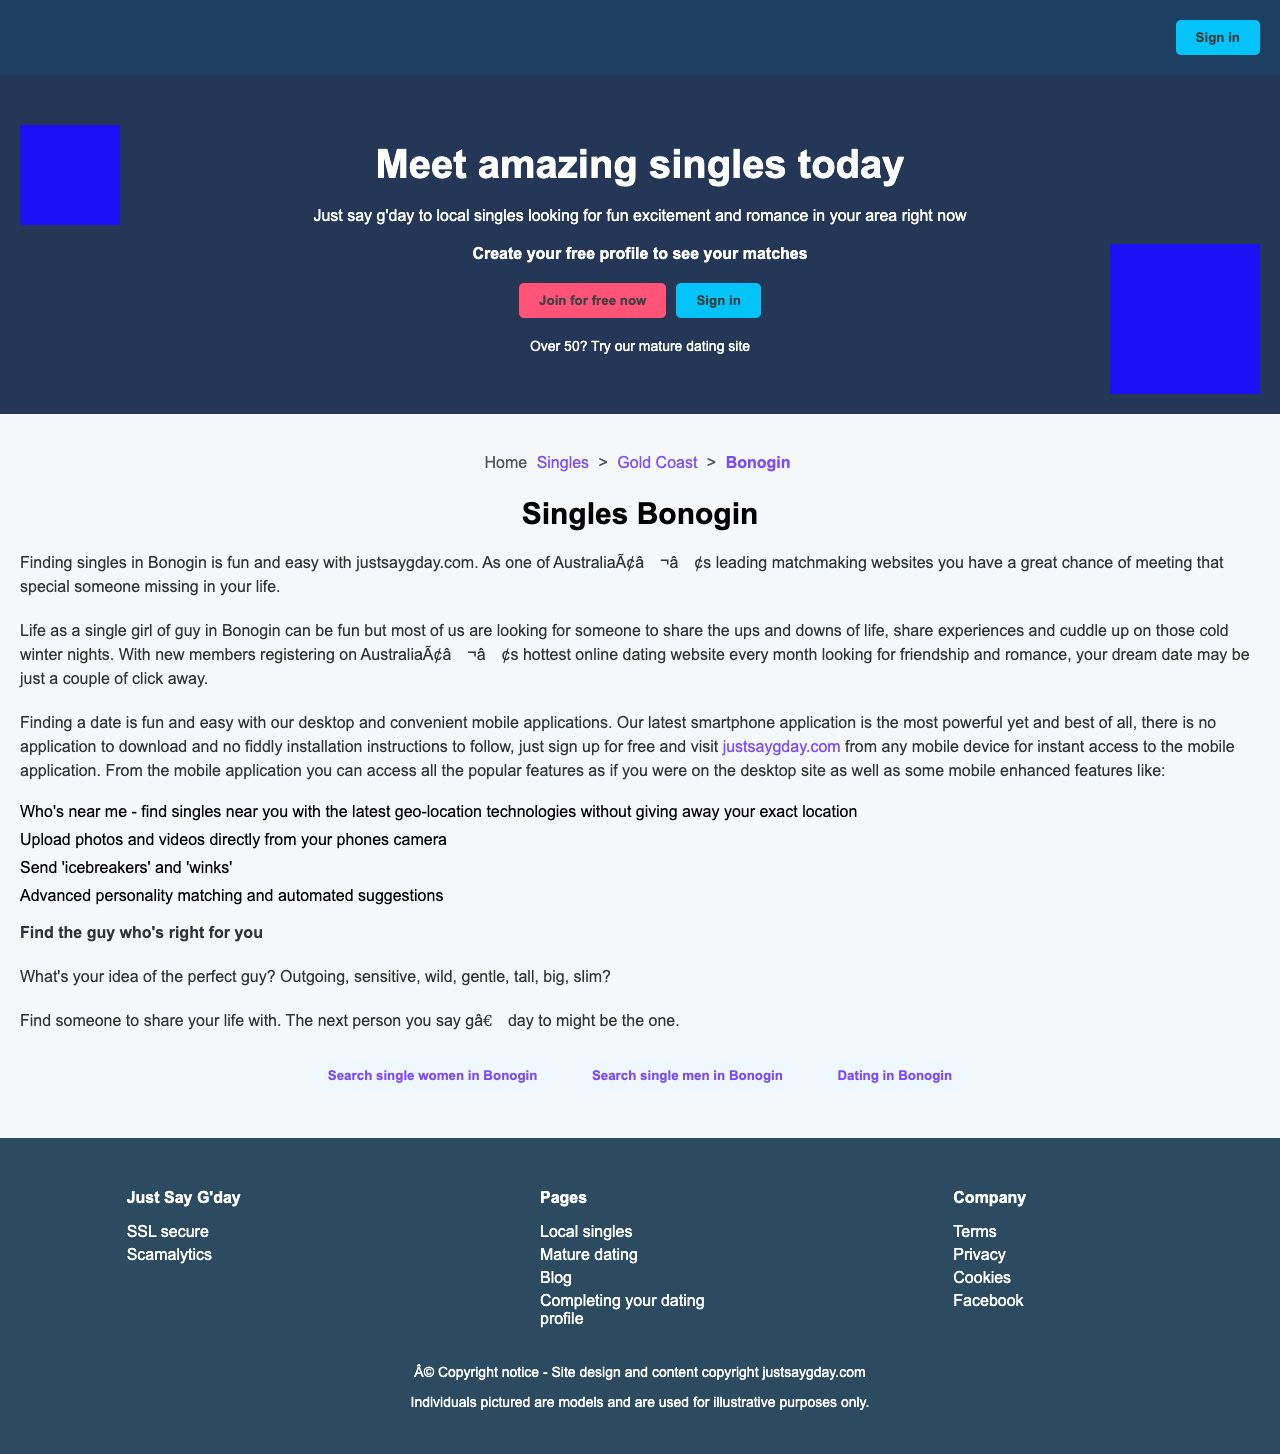 Sign in
Meet amazing singles today
Just say g'day to local singles looking for fun excitement and romance in your area right now
Create your free profile to see your matches
Join for free now
Sign in
Over 50? Try our mature dating site
Home Singles > Gold Coast > Bonogin
Singles Bonogin
Finding singles in Bonogin is fun and easy with justsaygday.com. As one of AustraliaÃ¢â ¬â ¢s leading matchmaking websites you have a great chance of meeting that
special someone missing in your life.
Life as a single girl of guy in Bonogin can be fun but most of us are looking for someone to share the ups and downs of life, share experiences and cuddle up on those cold
winter nights. With new members registering on AustraliaÃ¢â ¬â ¢s hottest online dating website every month looking for friendship and romance, your dream date may be
just a couple of click away.
Finding a date is fun and easy with our desktop and convenient mobile applications. Our latest smartphone application is the most powerful yet and best of all, there is no
application to download and no fiddly installation instructions to follow, just sign up for free and visit justsaygday.com from any mobile device for instant access to the mobile
application. From the mobile application you can access all the popular features as if you were on the desktop site as well as some mobile enhanced features like:
Who's near me - find singles near you with the latest geo-location technologies without giving away your exact location
Upload photos and videos directly from your phones camera
Send 'icebreakers' and 'winks'
Advanced personality matching and automated suggestions
Find the guy who's right for you
What's your idea of the perfect guy? Outgoing, sensitive, wild, gentle, tall, big, slim?
Find someone to share your life with. The next person you say gâ€ day to might be the one.
Search single women in Bonogin
Search single men in Bonogin
Dating in Bonogin
Just Say G'day
SSL secure
Scamalytics
Pages
Local singles
Mature dating
Blog
Completing your dating
profile
Company
Terms
Privacy
Cookies
Facebook
Â© Copyright notice - Site design and content copyright justsaygday.com
Individuals pictured are models and are used for illustrative purposes only.